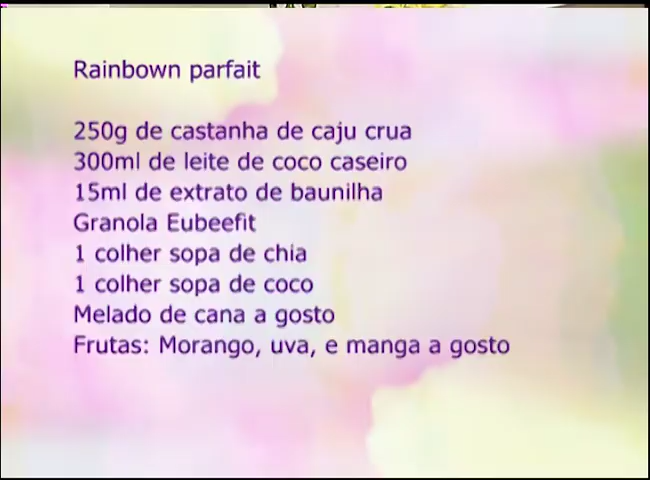 Rainbown parfait
250g de castanha de caju crua
300ml de leite de coco caseiro
15ml de extrato de baunilha
Granola Eubeefit
1 colher sopa de chia
1 colher sopa de coco
Melado de cana a gosto
Frutas: Morango, uva, e manga a gosto